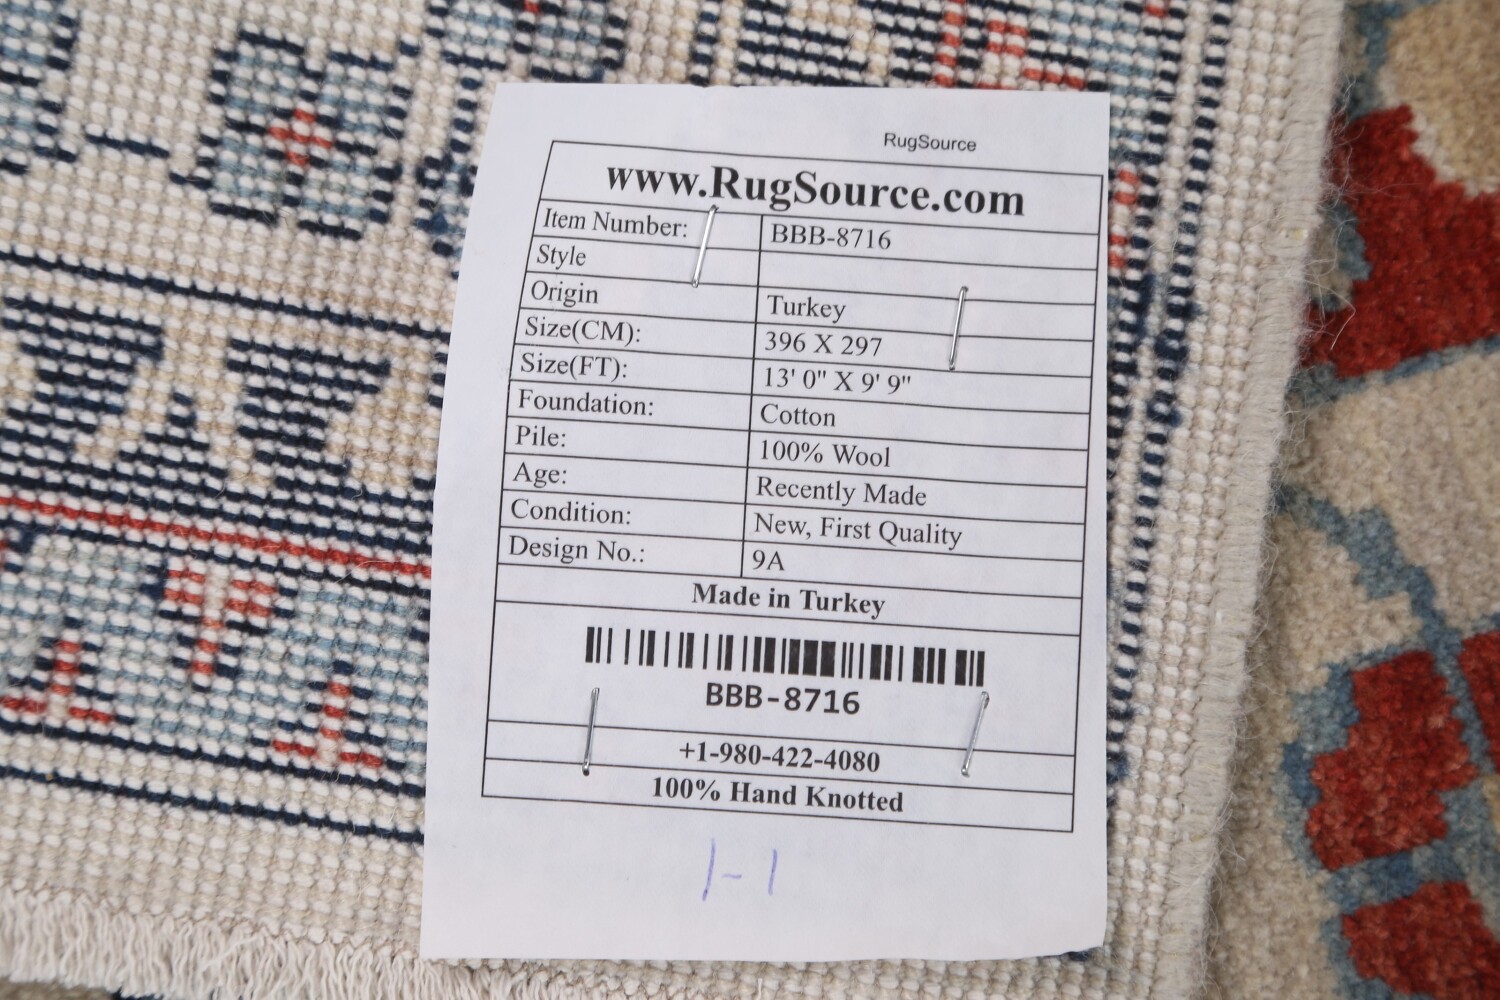 RugSource
www.RugSource.com
Item Number: BBB-8716
Style
Origin Turkey
Size(CM): 396 X 297
Size(FT): 13' 0" X 9' 9"
Foundation: Cotton
Pile: 100% Wool
Age: Recently Made
Condition: New, First Quality
Design No.: 9A
Made in Turkey
BBB-8716
+1-980-422-4080
100% Hand Knotted
1-1